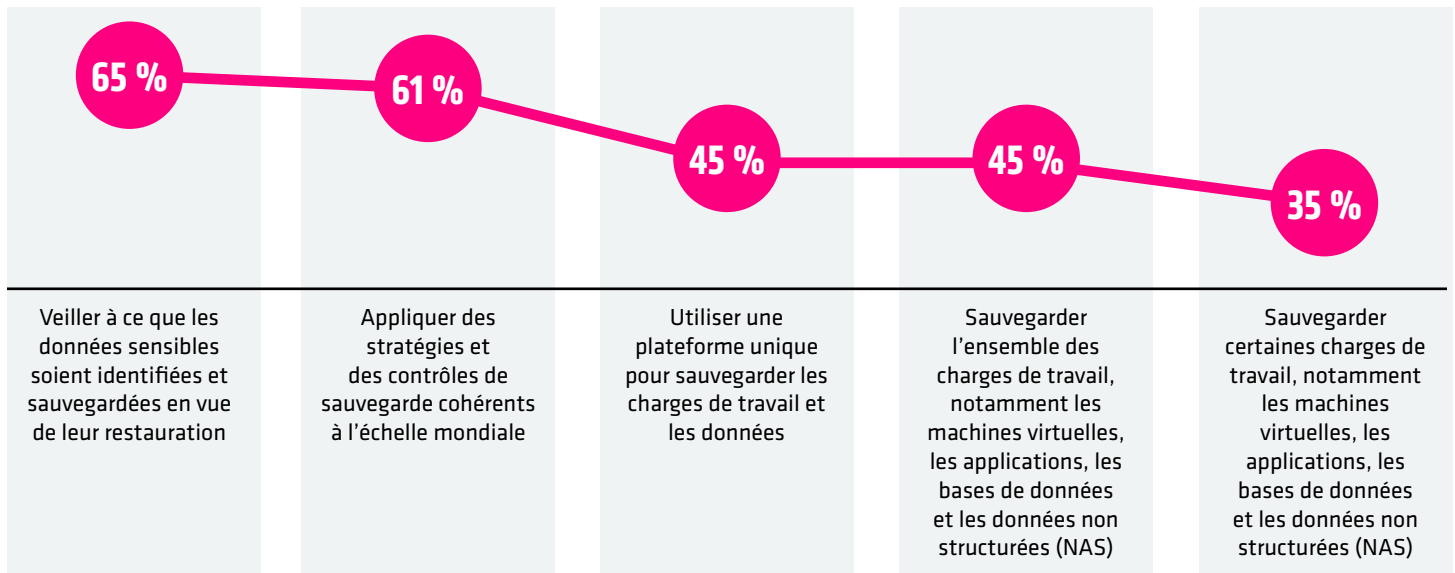 65 %
61 %
45 %
45 %
35 %
Veiller à ce que les
données sensibles
soient identifiées et
sauvegardées en vue
de leur restauration
Appliquer des
stratégies et
des contrôles de
sauvegarde cohérents
à l’échelle mondiale
Utiliser une
plateforme unique
pour sauvegarder les
charges de travail et
les données
Sauvegarder
l’ensemble des
charges de travail,
notamment les
machines virtuelles,
les applications, les
bases de données
et les données non
structurées (NAS)
Sauvegarder
certaines charges de
travail, notamment
les machines
virtuelles, les
applications, les
bases de données
et les données non
structurées (NAS)